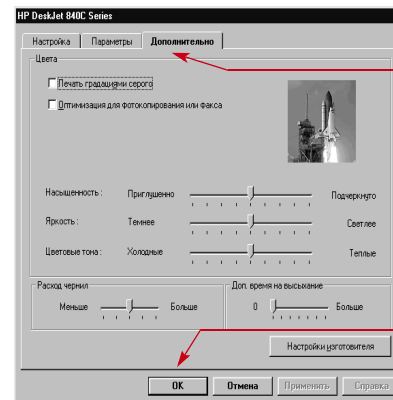 HP DeskJet 840C Series
Настройка Параметры Дополнительно
Цвета
Печать градациями серого
Оптимизация для фотокопирования или факса
Насыщенность: Приглушенно Подчеркнуто
Яркость: Темнее Светлее
Цветовые тона: Холодные Теплые
Расход чернил Доп. время на высыхание
Меньше Больше 0 Больше
Настройки изготовителя
OK Отмена Применить Справка